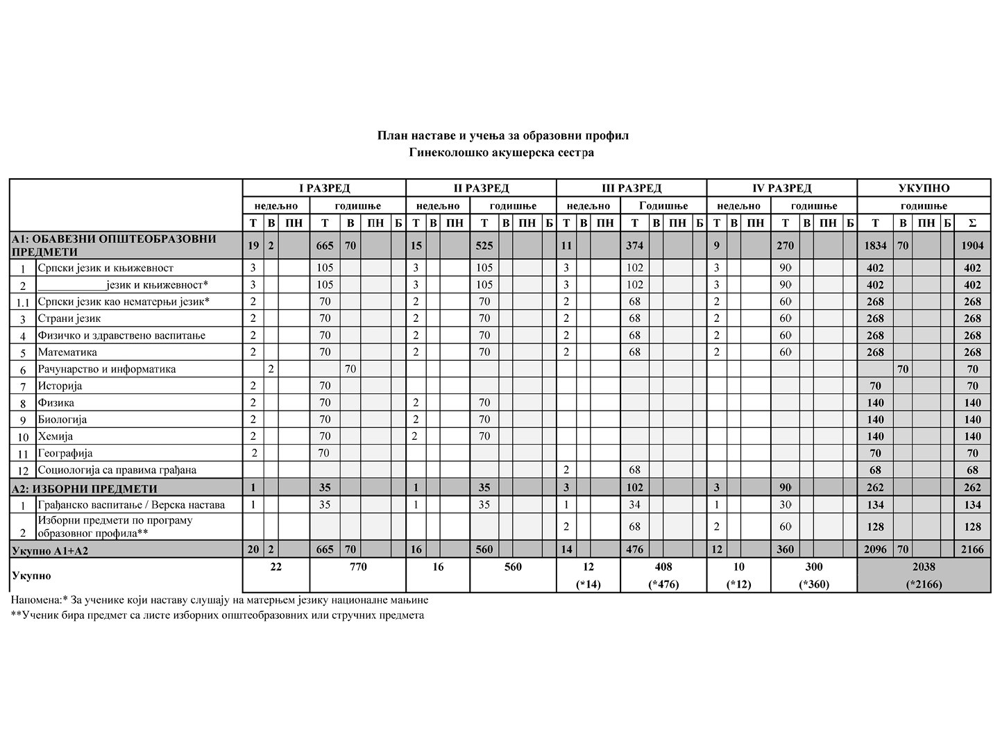 План наставе и учења за образовни профил
Гинеколошко акушерска сестра
I РАЗРЕД II РАЗРЕД III РАЗРЕД IV РАЗРЕД УКУПНО
недељно годишње недељно годишње недељно Годишње недељно годишње годишње
Т В ПН Т В ПН Б Т В ПН Т В ПН Б Т В ПН Т В ПН Б Т В ПН Т В ПН Б Т В ПН Б Σ
А1: ОБАВЕЗНИ ОПШТЕОБРАЗОВНИ
ПРЕДМЕТИ 19 2 665 70 15 525 11 374 9 270 1834 70 1904
1 Српски језик и књижевност 3 105 3 105 3 102 3 90 402 402
2 ____________језик и књижевност* 3 105 3 105 3 102 3 90 402 402
1.1 Српски језик као нематерњи језик* 2 70 2 70 2 68 2 60 268 268
3 Страни језик 2 70 2 70 2 68 2 60 268 268
4 Физичко и здравствено васпитање 2 70 2 70 2 68 2 60 268 268
5 Математика 2 70 2 70 2 68 2 60 268 268
6 Рачунарство и информатика 2 70 70 70
7 Историја 2 70 70 70
8 Физика 2 70 2 70 140 140
9 Биологија 2 70 2 70 140 140
10 Хемија 2 70 2 70 140 140
11 Географија 2 70 70 70
12 Социологија са правима грађана 2 68 68 68
А2: ИЗБОРНИ ПРЕДМЕТИ 1 35 1 35 3 102 3 90 262 262
1 Грађанско васпитање / Верска настава 1 35 1 35 1 34 1 30 134 134
Изборни предмети по програму
2 образовног профила** 2 68 2 60 128 128
Укупно А1+А2 20 2 665 70 16 560 14 476 12 360 2096 70 2166
Укупно 22 770 16 560 12 408 10 300 2038
(*14) (*476) (*12) (*360) (*2166)
Напомена:* За ученике који наставу слушају на матерњем језику националне мањине
**Ученик бира предмет са листе изборних општеобразовних или стручних предмета